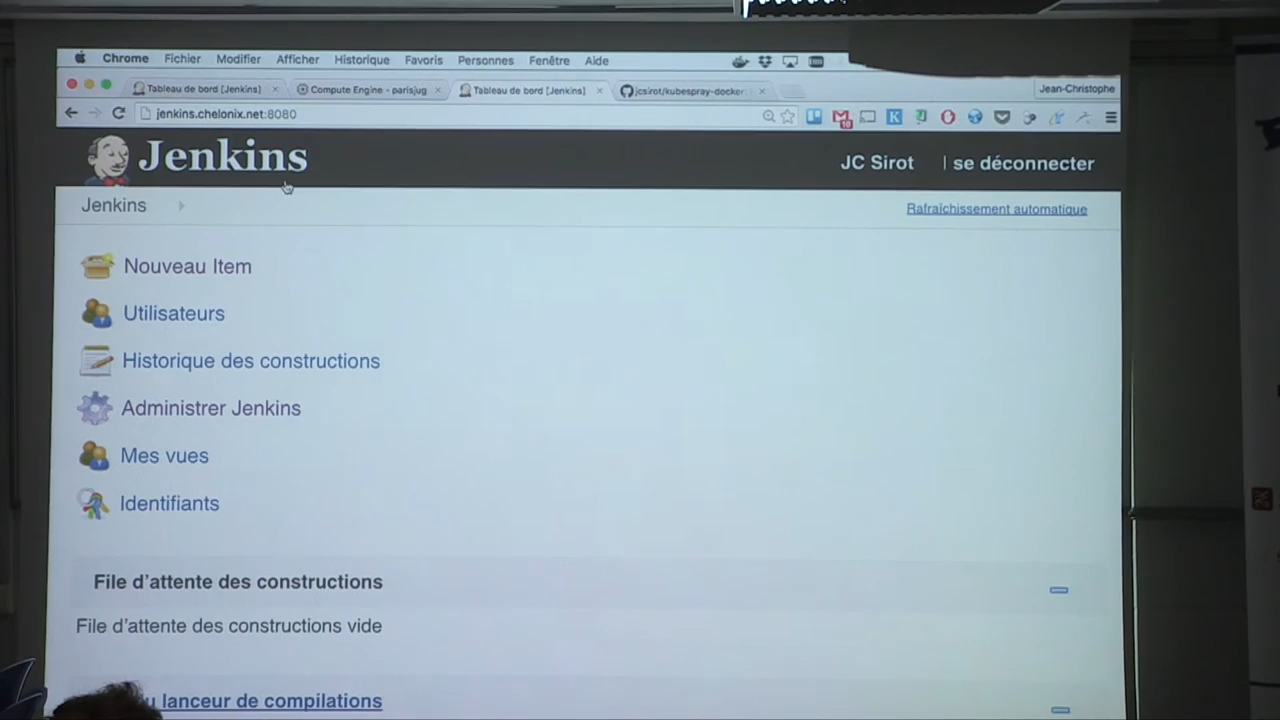 Chrome Fichier Modifier Afficher Historique Favoris Personnes Fenêtre Aide
Tableau de bord [Jenkins] Compute Engine - parisjug Tableau de bord [Jenkins] jcsirot/kubespray-docker: Jean-Christophe
jenkins.chelonix.net:8080
Jenkins
JC Sirot | se déconnecter
Jenkins
Rafraîchissement automatique
Nouveau Item
Utilisateurs
Historique des constructions
Administrer Jenkins
Mes vues
Identifiants
File d'attente des constructions
File d'attente des constructions vide
lanceur de compilations